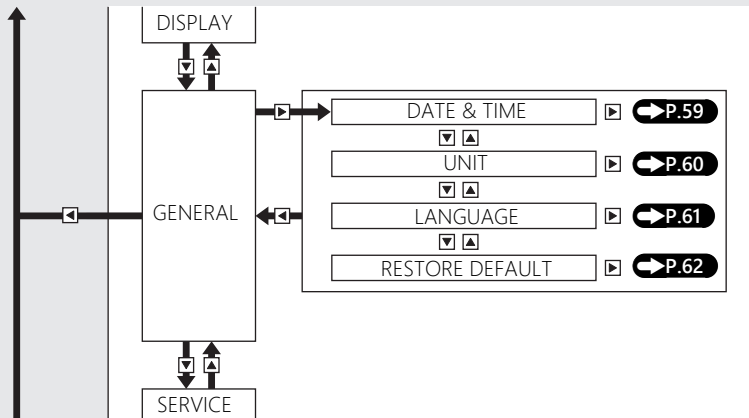 DISPLAY
DATE & TIME P.59
UNIT P.60
GENERAL LANGUAGE P.61
RESTORE DEFAULT P.62
SERVICE